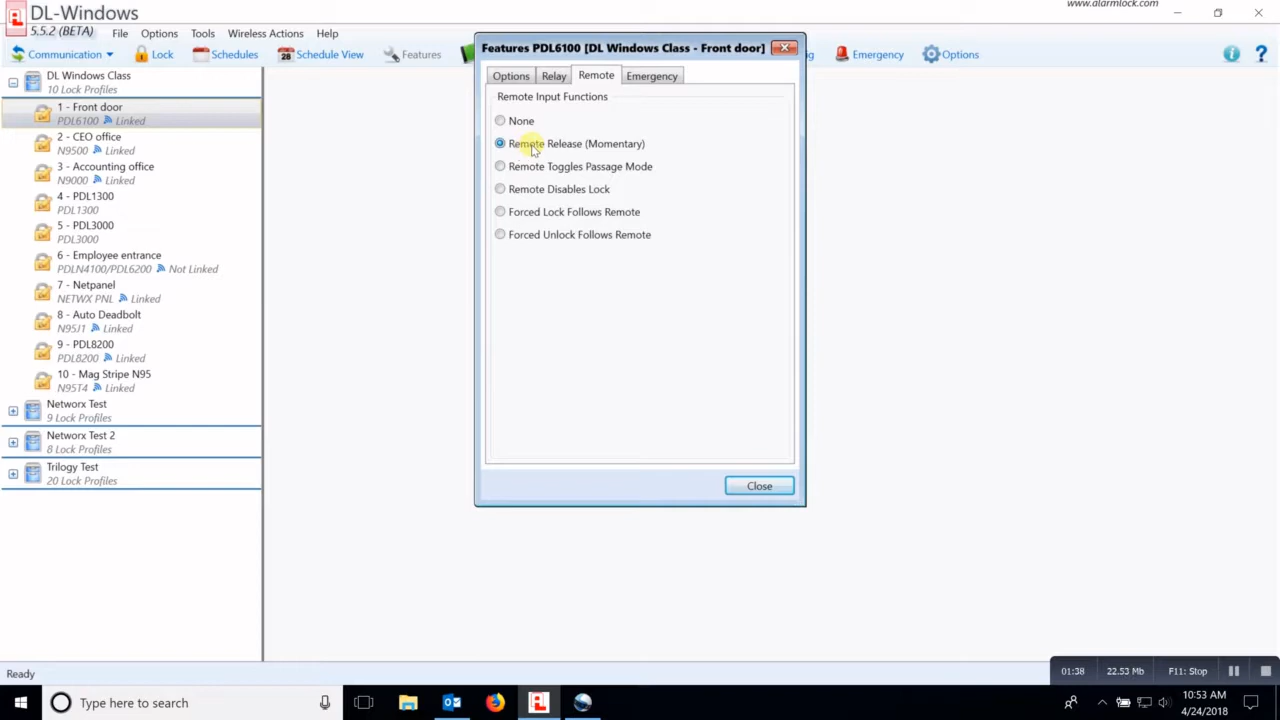 www.alarmlock.com
DL-Windows
5.5.2 (BETA)
File Options Tools Wireless Actions Help
Communication Lock Schedules 28 Schedule View Features g Emergency Options
DL Windows Class
10 Lock Profiles
1 - Front door
PDL6100 Linked
2 - CEO office
N9500 Linked
3 - Accounting office
N9000 Linked
4 - PDL1300
PDL1300
5 - PDL3000
PDL3000
6 - Employee entrance
PDLN4100/PDL6200 Not Linked
7 - Netpanel
NETWX PNL Linked
8 - Auto Deadbolt
N95J1 Linked
9 - PDL8200
PDL8200 Linked
10 - Mag Stripe N95
N95T4 Linked
Networx Test
9 Lock Profiles
Networx Test 2
8 Lock Profiles
Trilogy Test
20 Lock Profiles
Features PDL6100 [DL Windows Class - Front door]
Options Relay Remote Emergency
Remote Input Functions
None
Remote Release (Momentary)
Remote Toggles Passage Mode
Remote Disables Lock
Forced Lock Follows Remote
Forced Unlock Follows Remote
Close
Ready
01:38 22.53 Mb F11: Stop
Type here to search
10:53 AM
4/24/2018